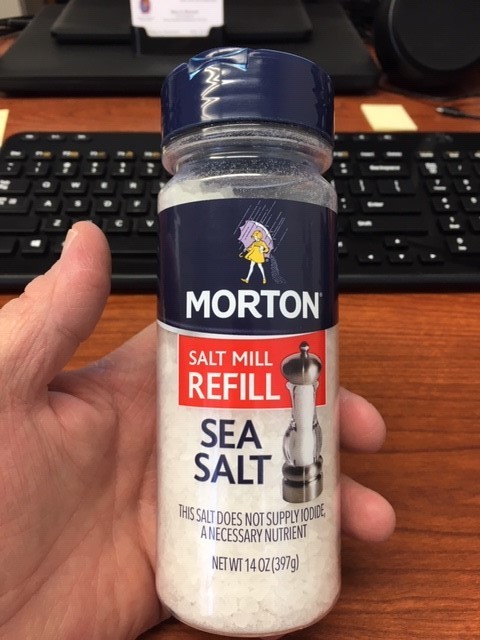 MORTON
SALT MILL
REFILL
SEA
SALT
THIS SALT DOES NOT SUPPLY IODIDE,
A NECESSARY NUTRIENT
NET WT 14 OZ (397g)